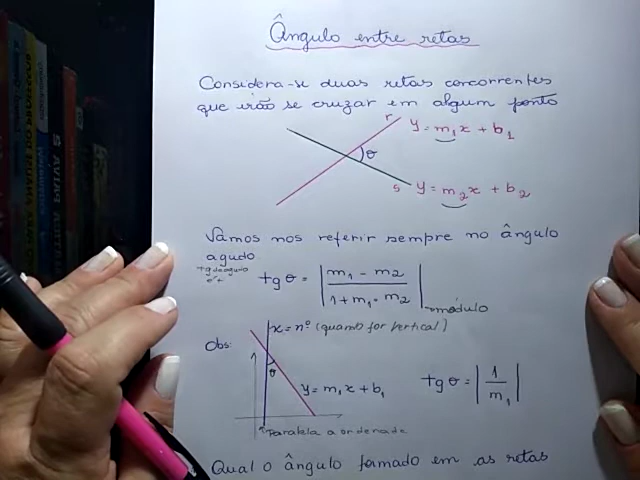 Ângulo entre retas
Considera-se duas retas concorrentes
que irão se cruzar em algum ponto
r y = m₁x + b₁
θ
s y = m₂x + b₂
Vamos nos referir sempre no ângulo
agudo
tg θ = | m₁ - m₂ / 1 + m₁ · m₂ | módulo
Obs: x = nº (quando for vertical)
θ
y = m₁x + b₁ tg θ = | 1 / m₁ |
Paralela a ordenada
Qual o ângulo formado em as retas